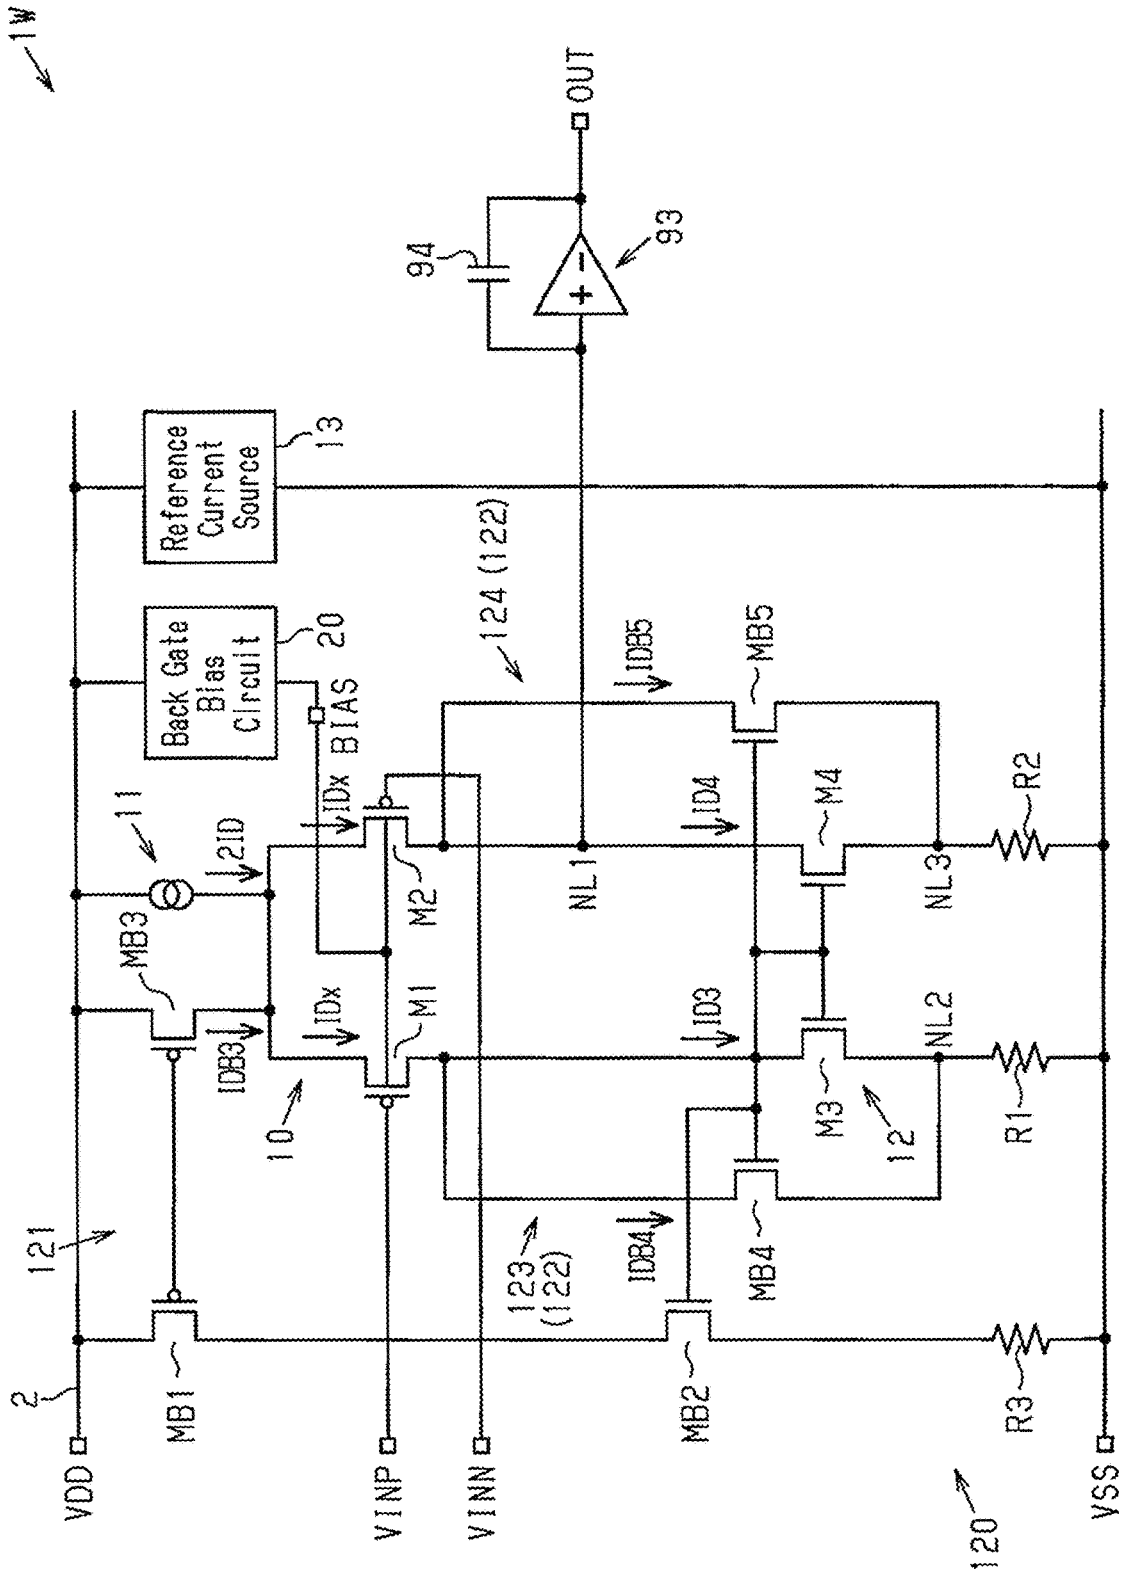 1W
VDD
2
121
MB1
MB3
IDB3
11
2ID
Back Gate
Bias
Circuit
20
Reference
Current
Source
13
BIAS
10
IDx
IDx
M1
M2
VINP
VINN
94
93
+ −
OUT
123
(122)
124 (122)
IDB4
IDB5
ID3
ID4
NL1
MB2
MB4
MB5
M3
M4
12
NL2
NL3
R3
R1
R2
VSS
120